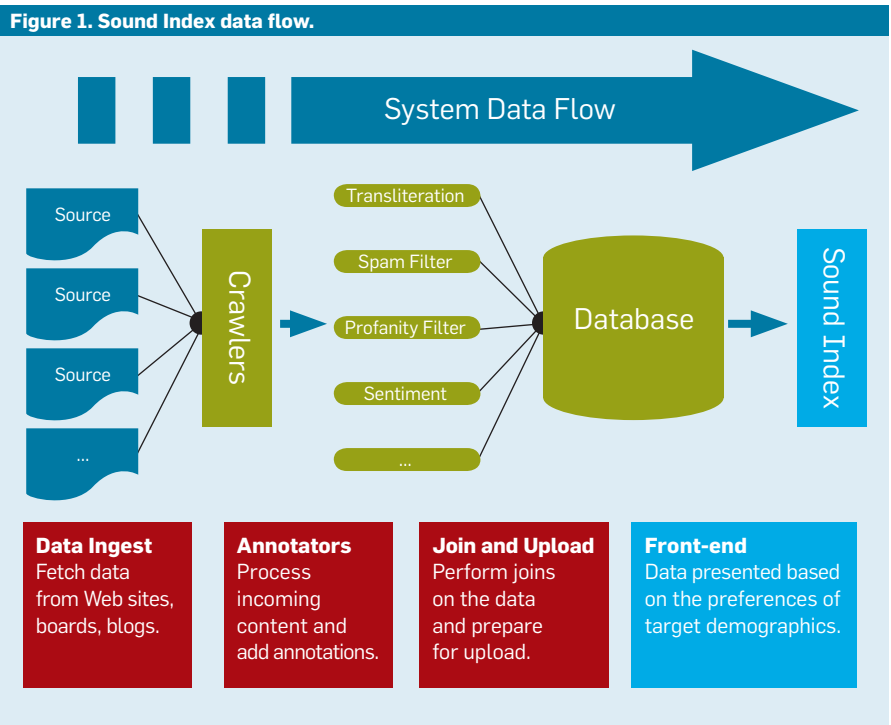 Figure 1. Sound Index data flow.
System Data Flow
Source
Source
Source
...
Crawlers
Transliteration
Spam Filter
Profanity Filter
Sentiment
...
Database
Sound Index
Data Ingest
Fetch data
from Web sites,
boards, blogs.
Annotators
Process
incoming
content and
add annotations.
Join and Upload
Perform joins
on the data
and prepare
for upload.
Front-end
Data presented based
on the preferences of
target demographics.